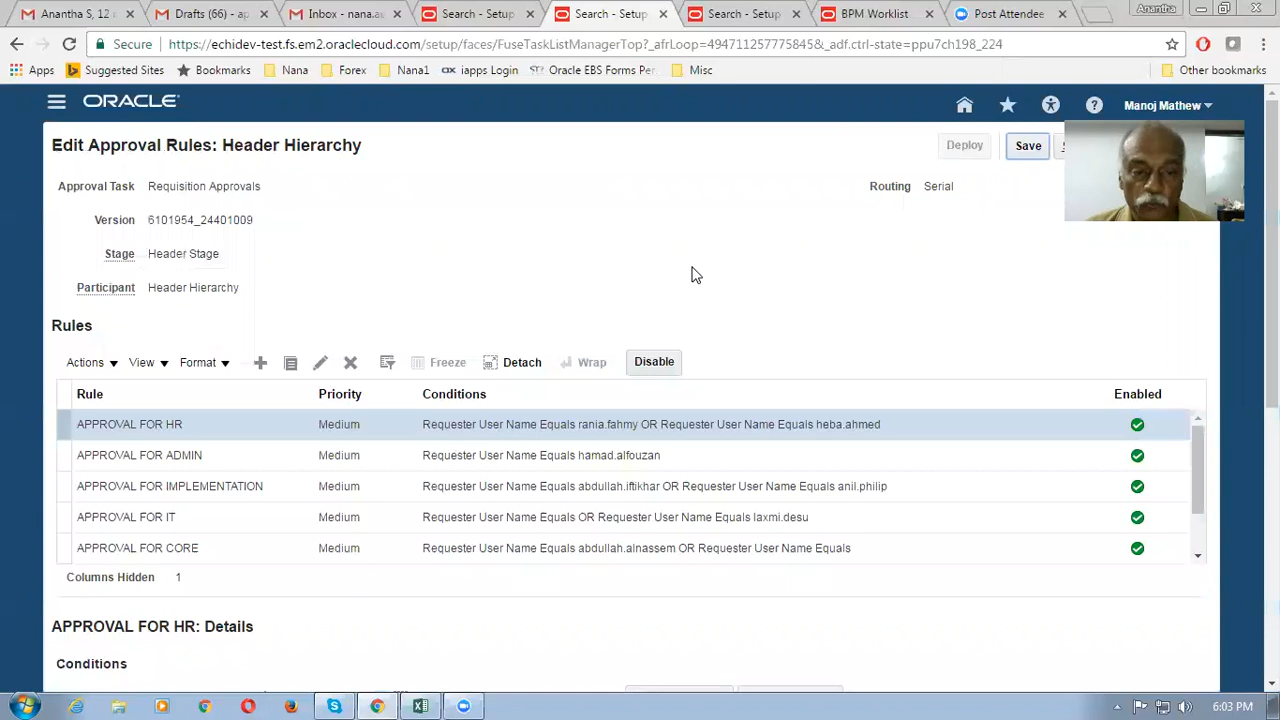 Anantha S, 12
Drafts (66) - ap
Inbox - nana.au
Search - Setup
Search - Setup
Search - Setup
BPM Worklist
Post Attendee
Anantha
Secure https://echidev-test.fs.em2.oraclecloud.com/setup/faces/FuseTaskListManagerTop?_afrLoop=494711257775845&_adf.ctrl-state=ppu7ch198_224
Apps Suggested Sites Bookmarks Nana Forex Nana1 iapps Login Oracle EBS Forms Per Misc Other bookmarks
ORACLE Manoj Mathew
Edit Approval Rules: Header Hierarchy Deploy Save
Approval Task Requisition Approvals Routing Serial
Version 6101954_24401009
Stage Header Stage
Participant Header Hierarchy
Rules
Actions View Format Freeze Detach Wrap Disable
Rule Priority Conditions Enabled
APPROVAL FOR HR Medium Requester User Name Equals rania.fahmy OR Requester User Name Equals heba.ahmed
APPROVAL FOR ADMIN Medium Requester User Name Equals hamad.alfouzan
APPROVAL FOR IMPLEMENTATION Medium Requester User Name Equals abdullah.iftikhar OR Requester User Name Equals anil.philip
APPROVAL FOR IT Medium Requester User Name Equals OR Requester User Name Equals laxmi.desu
APPROVAL FOR CORE Medium Requester User Name Equals abdullah.alnassem OR Requester User Name Equals
Columns Hidden 1
APPROVAL FOR HR: Details
Conditions
6:03 PM